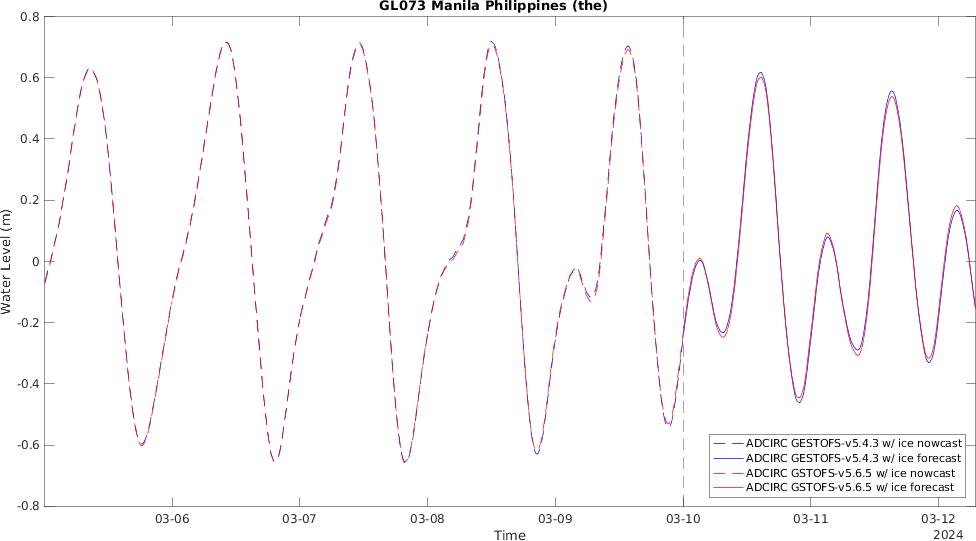 GL073 Manila Philippines (the)
0.8
0.6
0.4
0.2
0
-0.2
-0.4
-0.6
-0.8
Water Level (m)
03-06
03-07
03-08
03-09
03-10
03-11
03-12
Time
2024
ADCIRC GESTOFS-v5.4.3 w/ ice nowcast
ADCIRC GESTOFS-v5.4.3 w/ ice forecast
ADCIRC GSTOFS-v5.6.5 w/ ice nowcast
ADCIRC GSTOFS-v5.6.5 w/ ice forecast